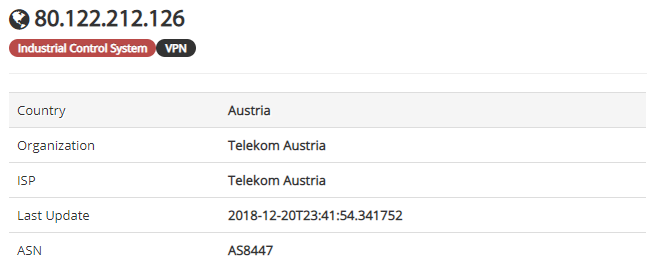 80.122.212.126
Industrial Control System VPN
Country Austria
Organization Telekom Austria
ISP Telekom Austria
Last Update 2018-12-20T23:41:54.341752
ASN AS8447